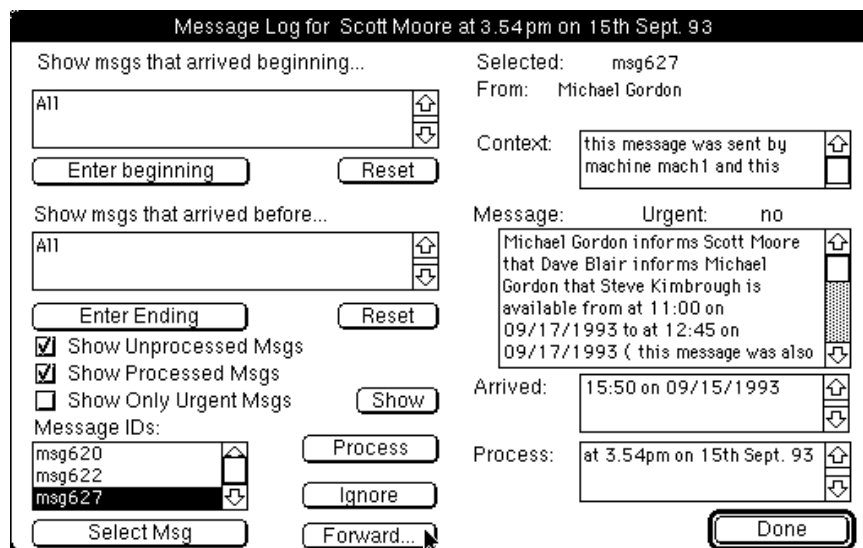 Message Log for Scott Moore at 3.54pm on 15th Sept. 93
Show msgs that arrived beginning...
All
Enter beginning
Reset
Show msgs that arrived before...
All
Enter Ending
Reset
Show Unprocessed Msgs
Show Processed Msgs
Show Only Urgent Msgs
Show
Message IDs:
msg620
msg622
msg627
Select Msg
Process
Ignore
Forward...
Selected: msg627
From: Michael Gordon
Context:
this message was sent by
machine mach1 and this
Message: Urgent: no
Michael Gordon informs Scott Moore
that Dave Blair informs Michael
Gordon that Steve Kimbrough is
available from at 11:00 on
09/17/1993 to at 12:45 on
09/17/1993 ( this message was also
Arrived: 15:50 on 09/15/1993
Process: at 3.54pm on 15th Sept. 93
Done